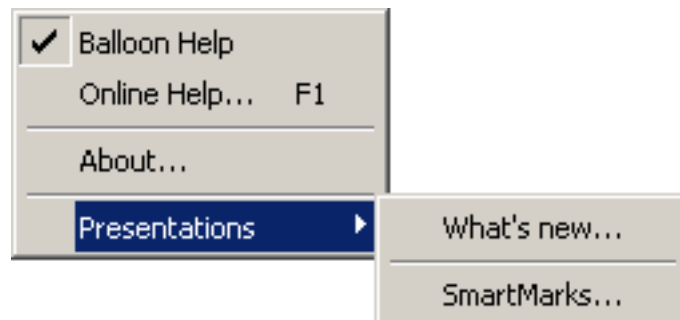 Balloon Help
Online Help... F1
About...
Presentations
What's new...
SmartMarks...